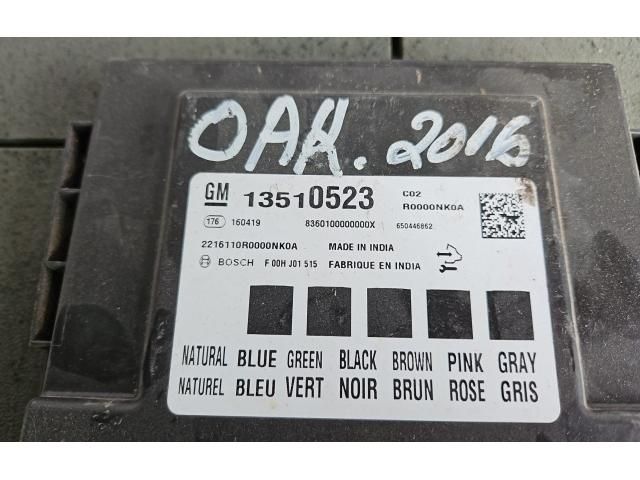 OAK. 2016
GM 13510523 C02
R0000NK0A
176 160419 8360100000000X 650446862
2216110R0000NK0A MADE IN INDIA
BOSCH F 00H J01 515 FABRIQUE EN INDIA
NATURAL BLUE GREEN BLACK BROWN PINK GRAY
NATUREL BLEU VERT NOIR BRUN ROSE GRIS